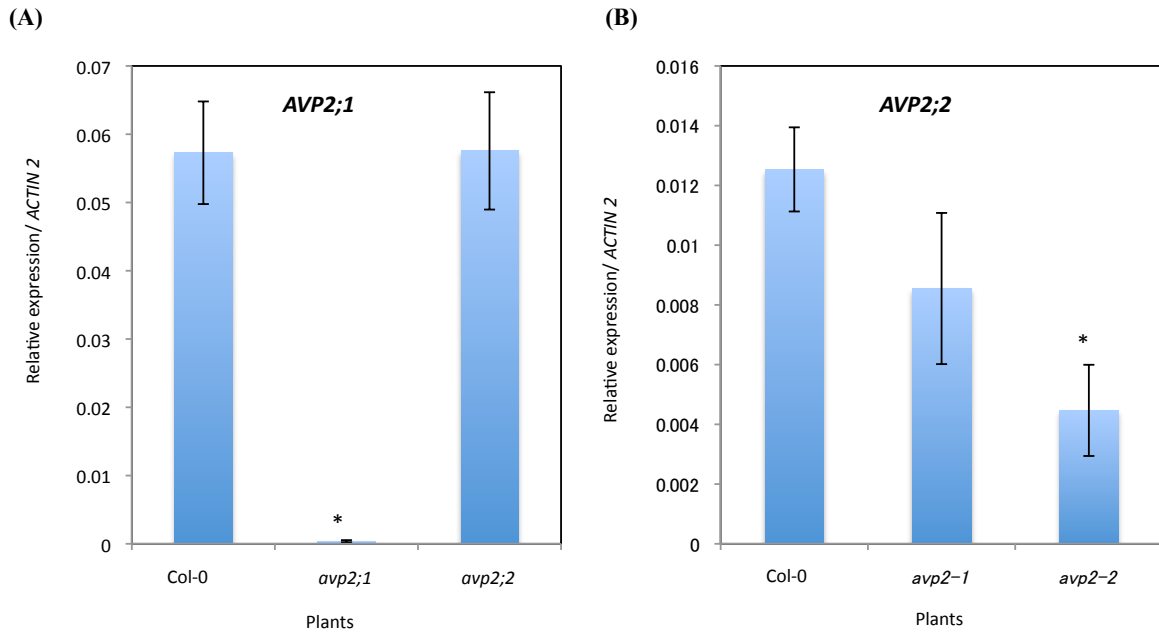 (A)
AVP2;1
Relative expression/ ACTIN 2
0.07
0.06
0.05
0.04
0.03
0.02
0.01
0
*
Col-0
avp2;1
avp2;2
Plants
(B)
AVP2;2
Relative expression/ ACTIN 2
0.016
0.014
0.012
0.01
0.008
0.006
0.004
0.002
0
*
Col-0
avp2−1
avp2−2
Plants